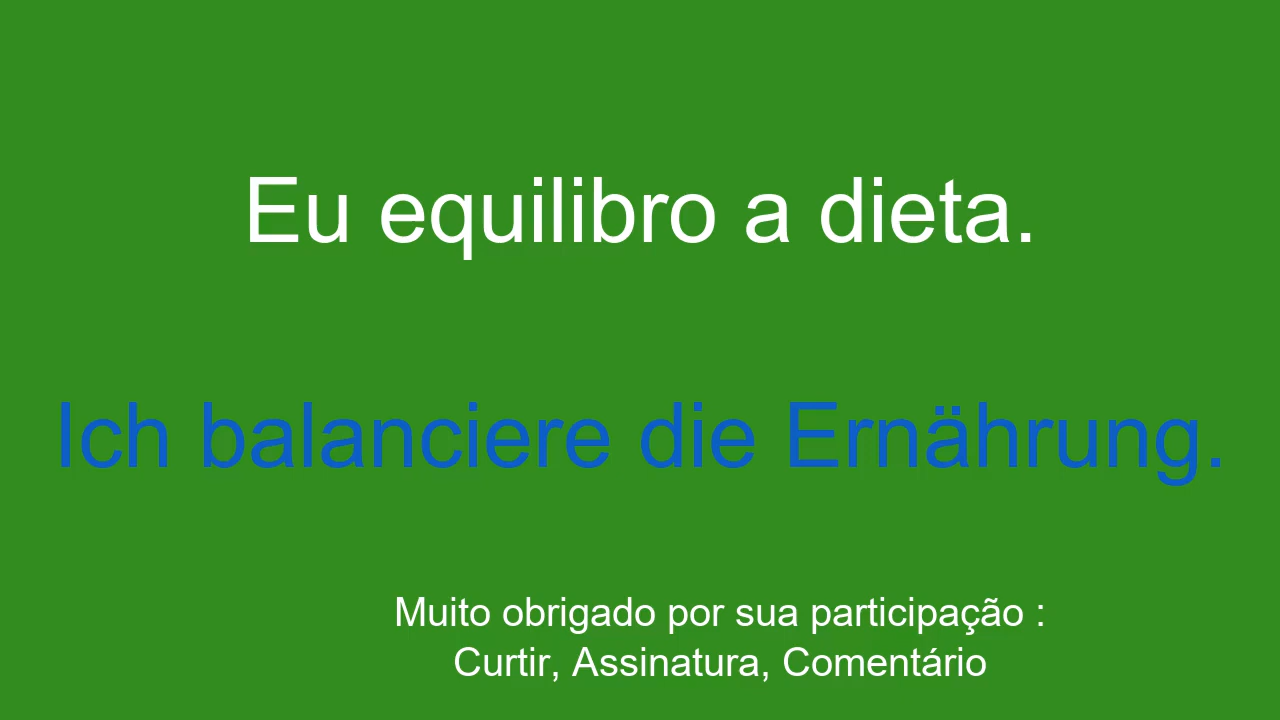 Eu equilibro a dieta.
Ich balanciere die Ernährung.
Muito obrigado por sua participação :
Curtir, Assinatura, Comentário